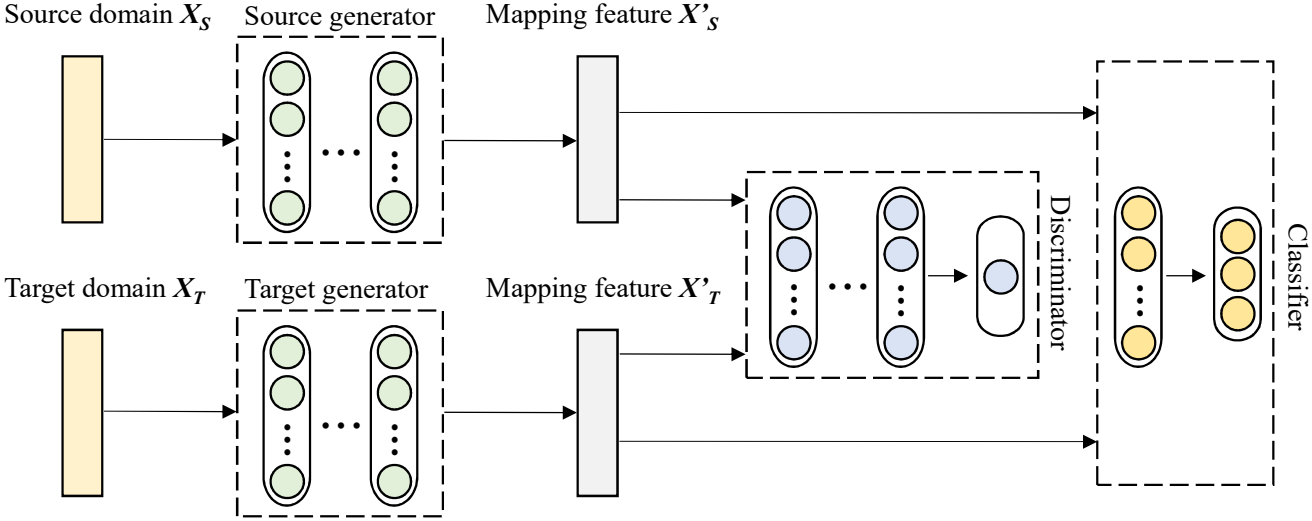 Source domain X_S
Source generator
Mapping feature X'_S
Target domain X_T
Target generator
Mapping feature X'_T
Discriminator
Classifier